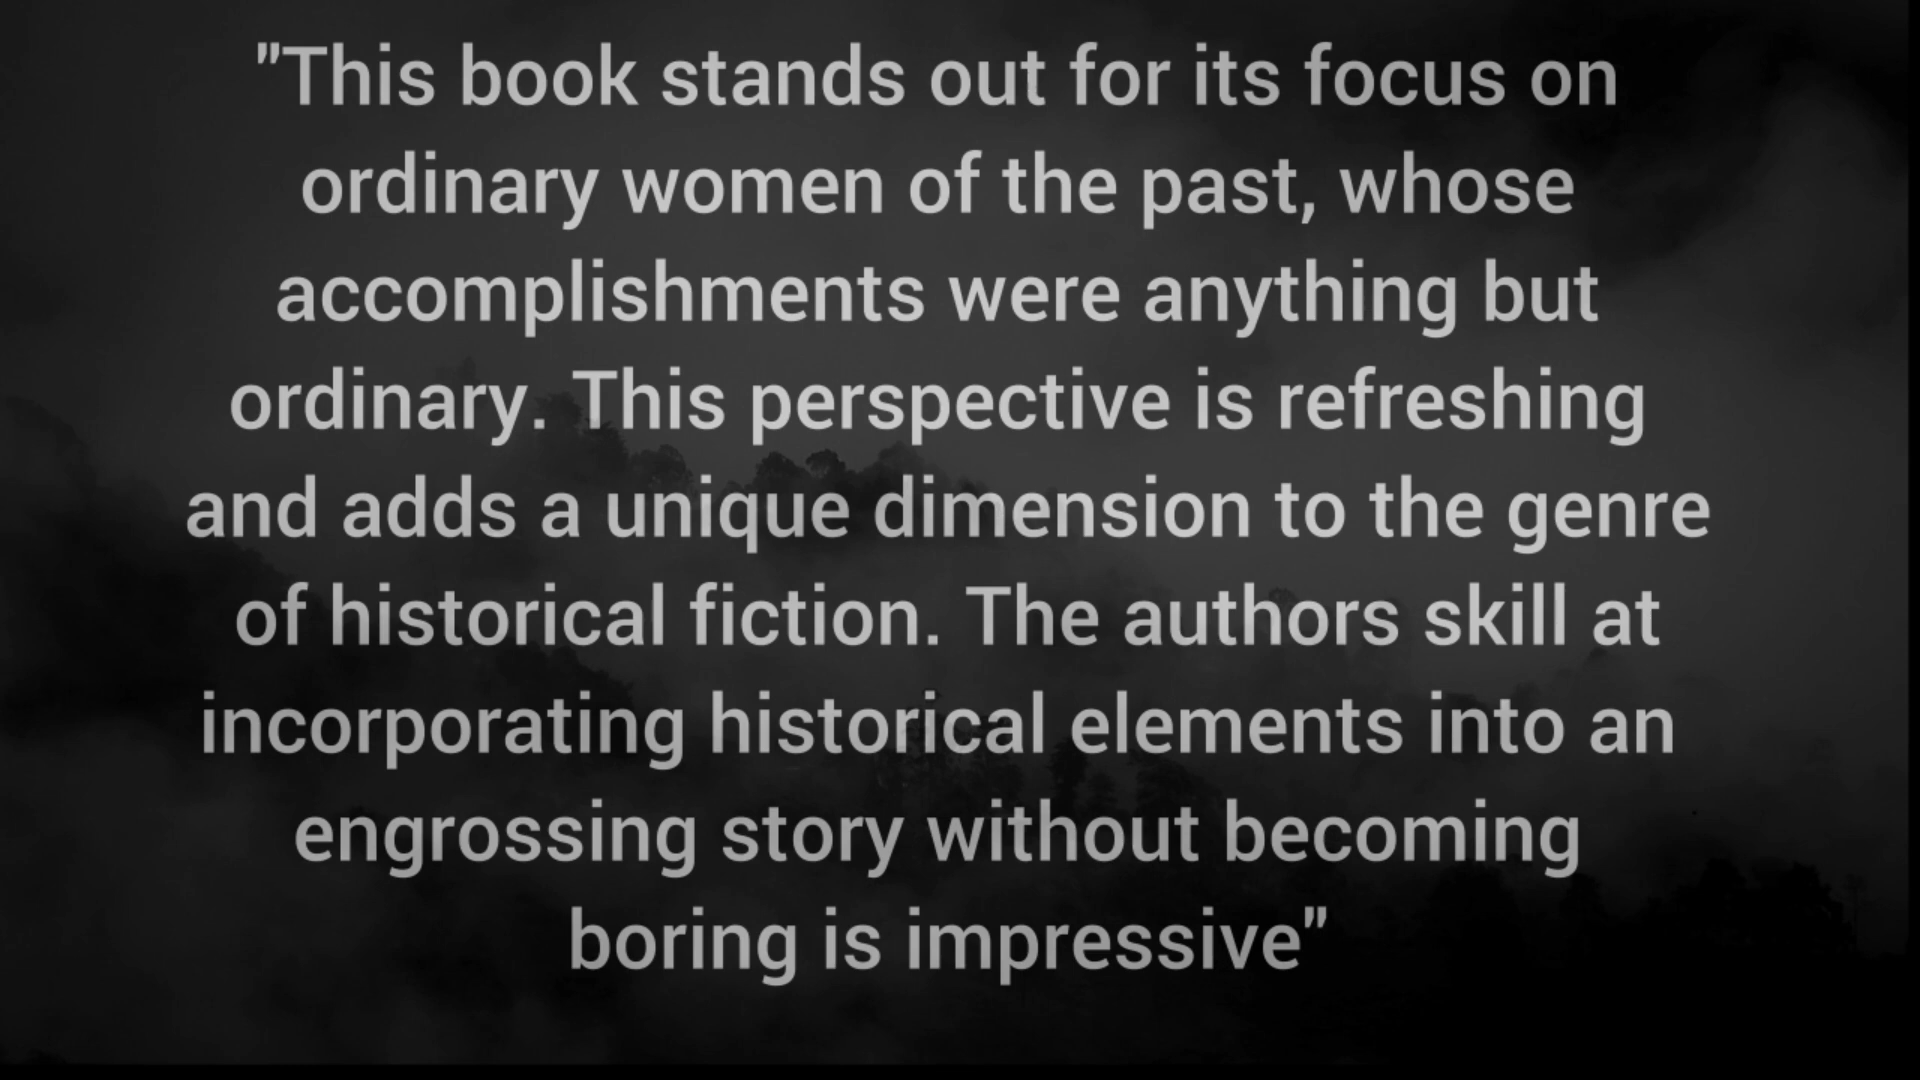 "This book stands out for its focus on
ordinary women of the past, whose
accomplishments were anything but
ordinary. This perspective is refreshing
and adds a unique dimension to the genre
of historical fiction. The authors skill at
incorporating historical elements into an
engrossing story without becoming
boring is impressive"